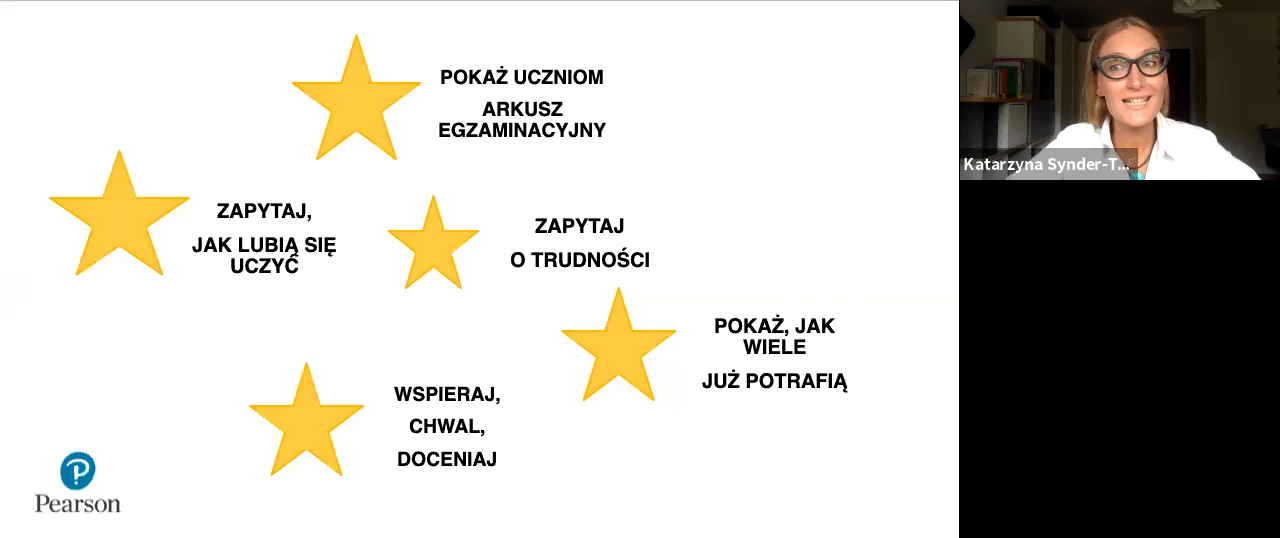 POKAŻ UCZNIOM
ARKUSZ
EGZAMINACYJNY
ZAPYTAJ,
JAK LUBIĄ SIĘ
UCZYĆ
ZAPYTAJ
O TRUDNOŚCI
POKAŻ, JAK
WIELE
JUŻ POTRAFIĄ
WSPIERAJ,
CHWAL,
DOCENIAJ
Pearson
Katarzyna Synder-T...